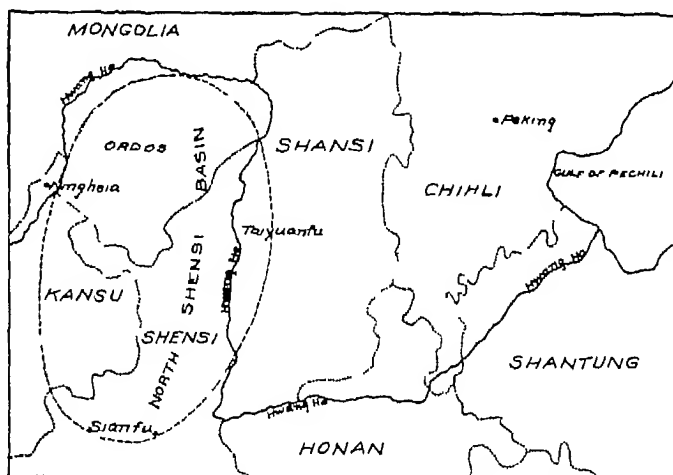 MONGOLIA
Hwang Ho
Peking
ORDOS
SHANSI
GULF OF PECHILI
CHIHLI
Ninghsia
Taiyuanfu
Hwang Ho
Hwang Ho
KANSU
SHENSI
NORTH SHENSI BASIN
SHANTUNG
Sianfu
Hwang Ho
HONAN